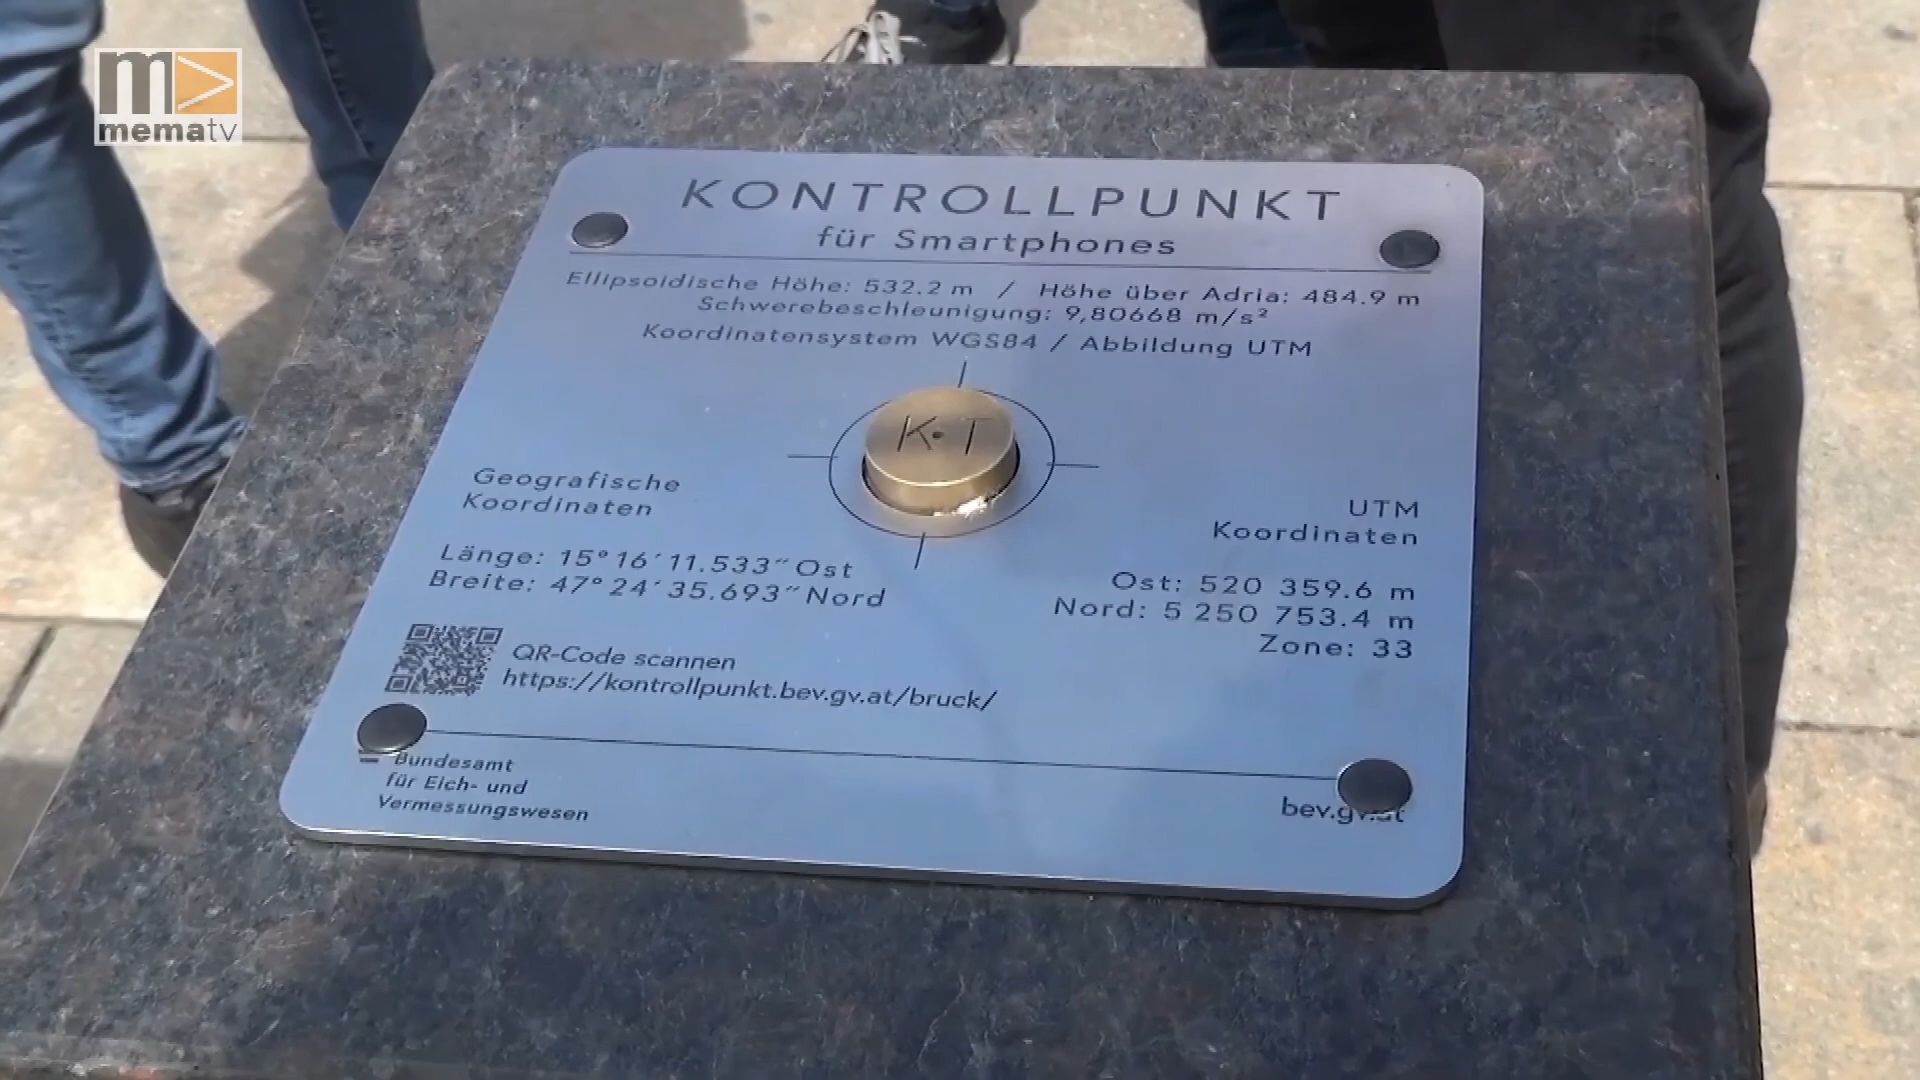 m>
mematv
KONTROLLPUNKT
für Smartphones
Ellipsoidische Höhe: 532.2 m / Höhe über Adria: 484.9 m
Schwerebeschleunigung: 9,80668 m/s²
Koordinatensystem WGS84 / Abbildung UTM
K·T
Geografische
Koordinaten
Länge: 15° 16´ 11.533˝ Ost
Breite: 47° 24´ 35.693˝ Nord
UTM
Koordinaten
Ost: 520 359.6 m
Nord: 5 250 753.4 m
Zone: 33
QR-Code scannen
https://kontrollpunkt.bev.gv.at/bruck/
Bundesamt
für Eich- und
Vermessungswesen
bev.gv.at